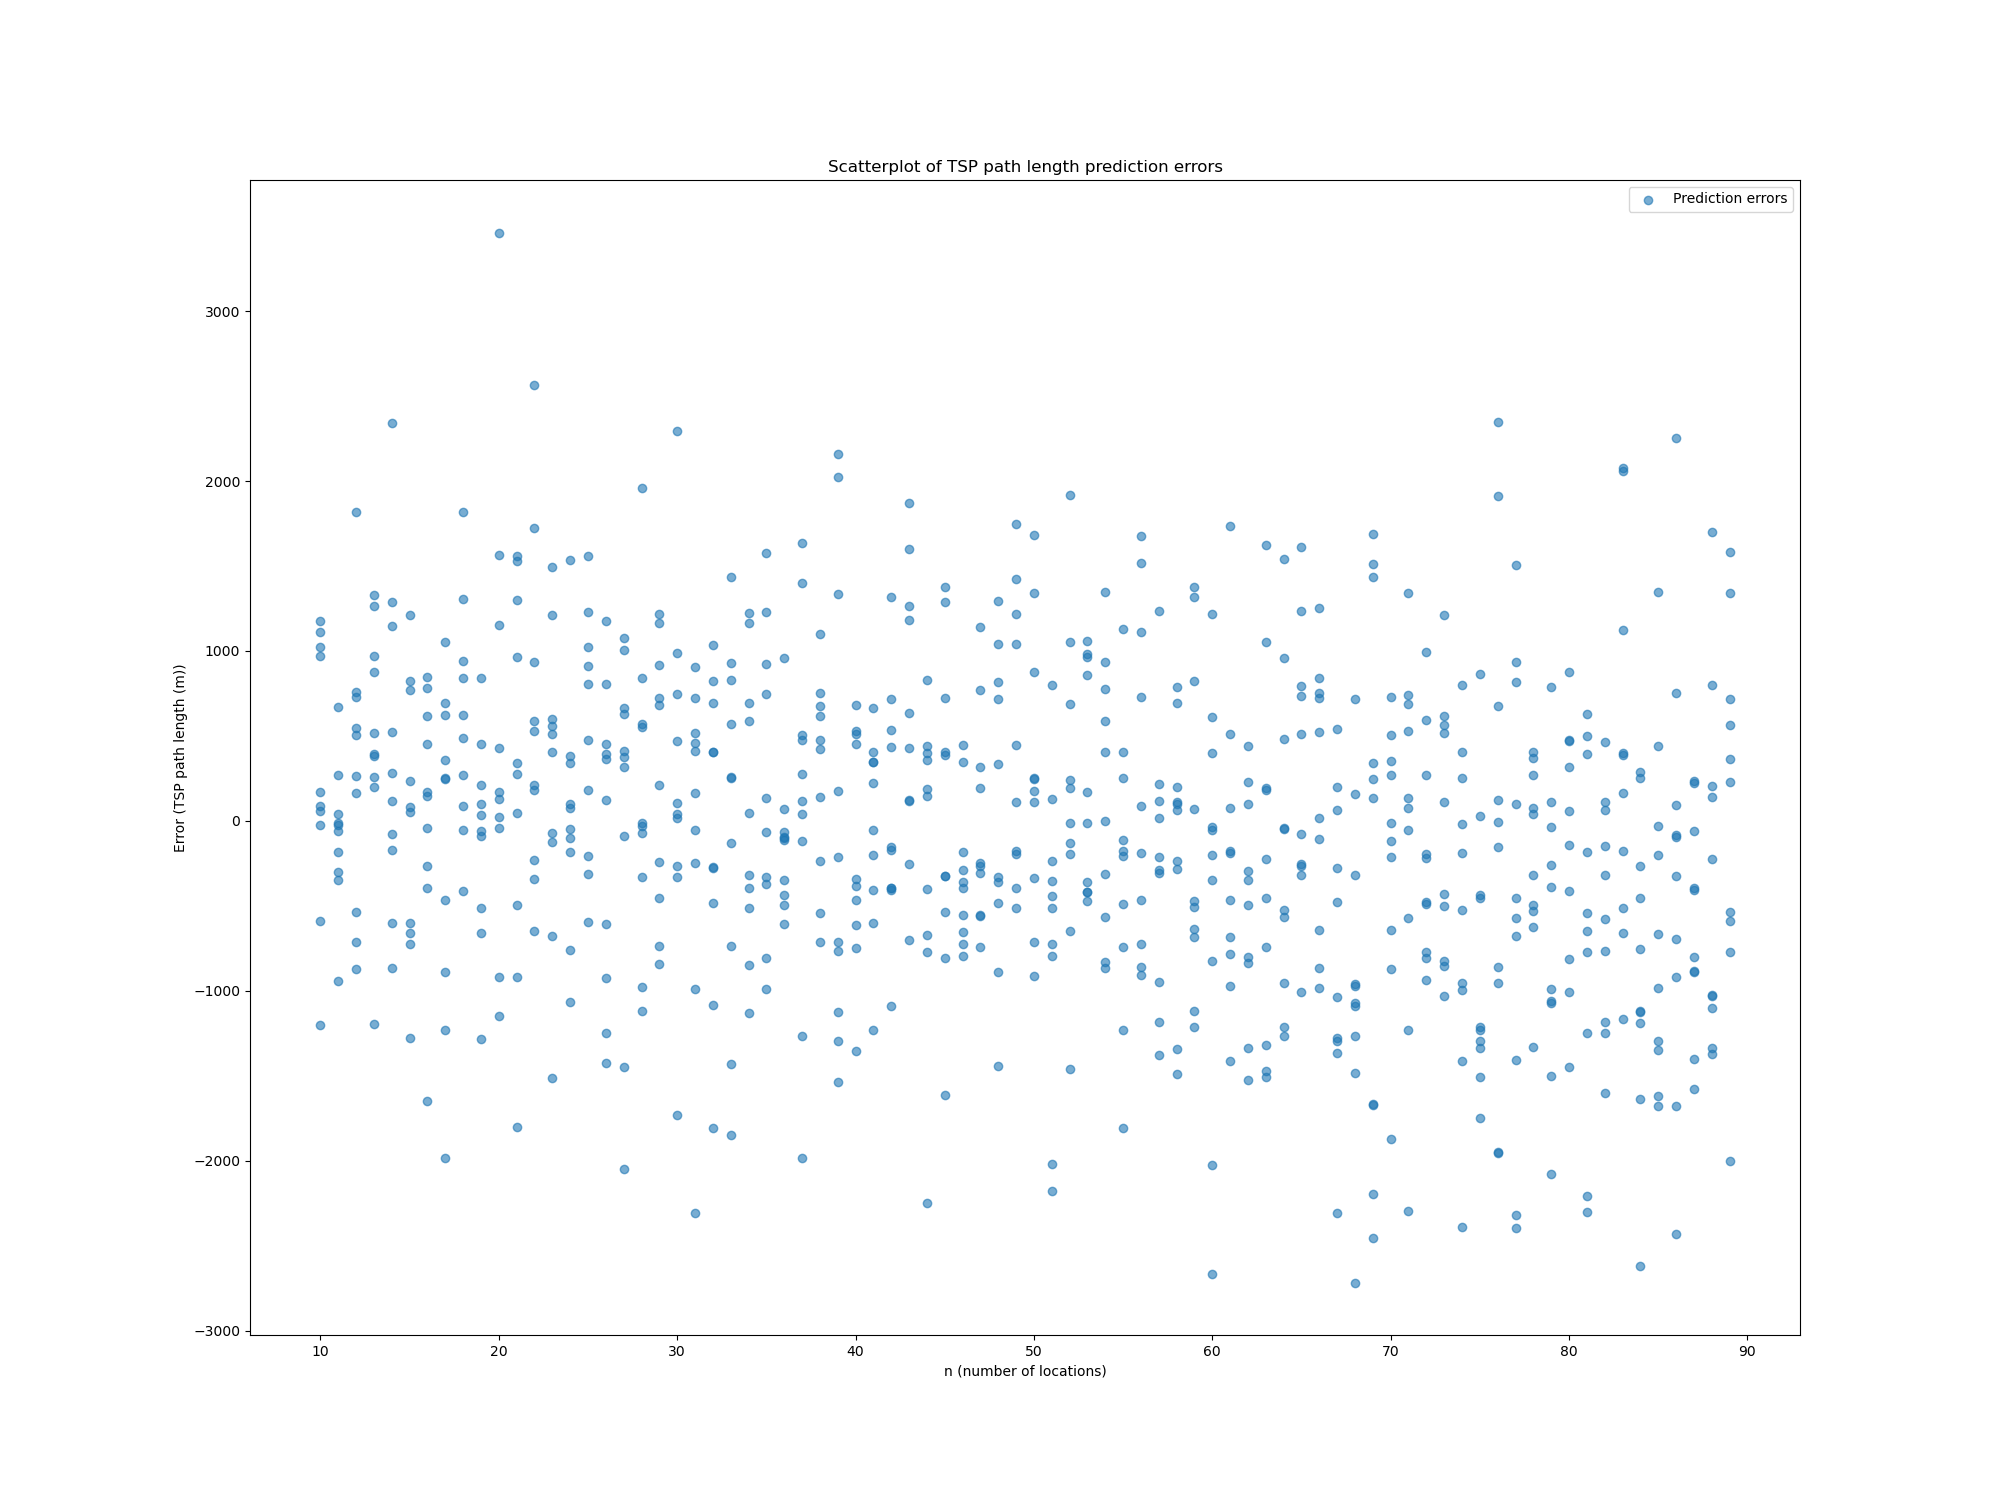 Scatterplot of TSP path length prediction errors
Prediction errors
Error (TSP path length (m))
3000
2000
1000
0
−1000
−2000
−3000
10 20 30 40 50 60 70 80 90
n (number of locations)